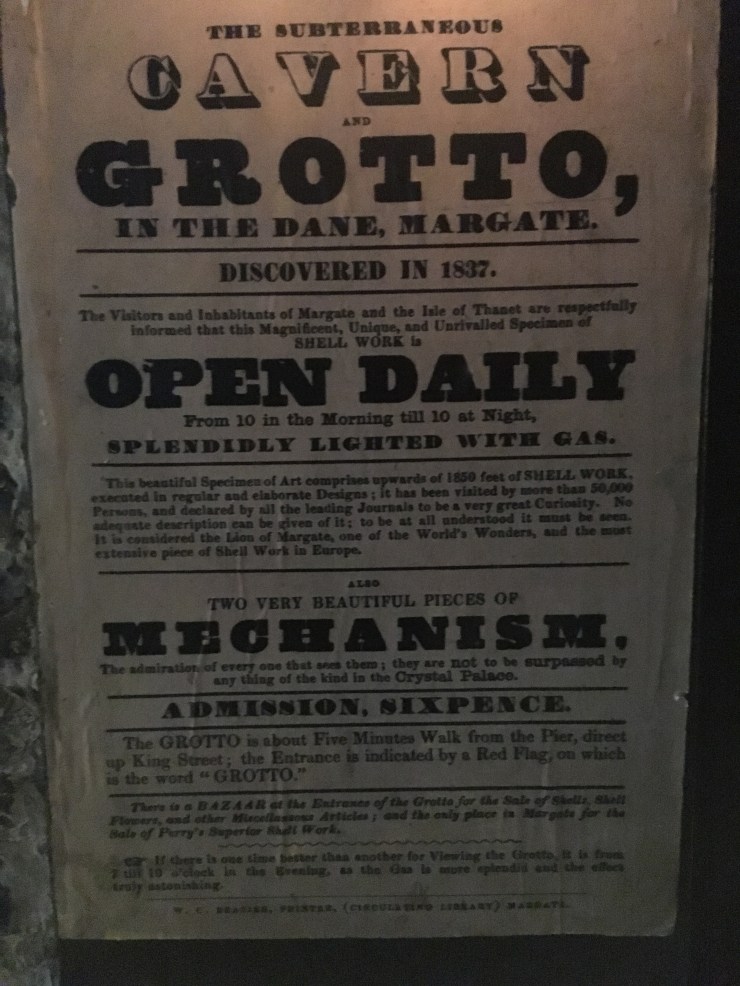 THE SUBTERRANEOUS
CAVERN
AND
GROTTO,
IN THE DANE, MARGATE.
DISCOVERED IN 1837.
The Visitors and Inhabitants of Margate and the Isle of Thanet are respectfully
informed that this Magnificent, Unique, and Unrivalled Specimen of
SHELL WORK is
OPEN DAILY
From 10 in the Morning till 10 at Night,
SPLENDIDLY LIGHTED WITH GAS.
This beautiful Specimen of Art comprises upwards of 1850 feet of SHELL WORK,
executed in regular and elaborate Designs; it has been visited by more than 50,000
Persons, and declared by all the leading Journals to be a very great Curiosity. No
adequate description can be given of it; to be at all understood it must be seen.
It is considered the Lion of Margate, one of the World's Wonders, and the most
extensive piece of Shell Work in Europe.
ALSO
TWO VERY BEAUTIFUL PIECES OF
MECHANISM,
The admiration of every one that sees them; they are not to be surpassed by
any thing of the kind in the Crystal Palace.
ADMISSION, SIXPENCE.
The GROTTO is about Five Minutes Walk from the Pier, direct
up King Street; the Entrance is indicated by a Red Flag, on which
is the word "GROTTO."
There is a BAZAAR at the Entrance of the Grotto for the Sale of Shells, Shell
Flowers, and other Miscellaneous Articles; and the only place in Margate for the
Sale of Purry's Superior Shell Work.
☞ If there is one time better than another for Viewing the Grotto, it is from
7 till 10 o'clock in the Evening, as the Gas is more splendid and the effect
truly astonishing.
W. C. PRINTER, (CIRCULATING LIBRARY) MARGATE.